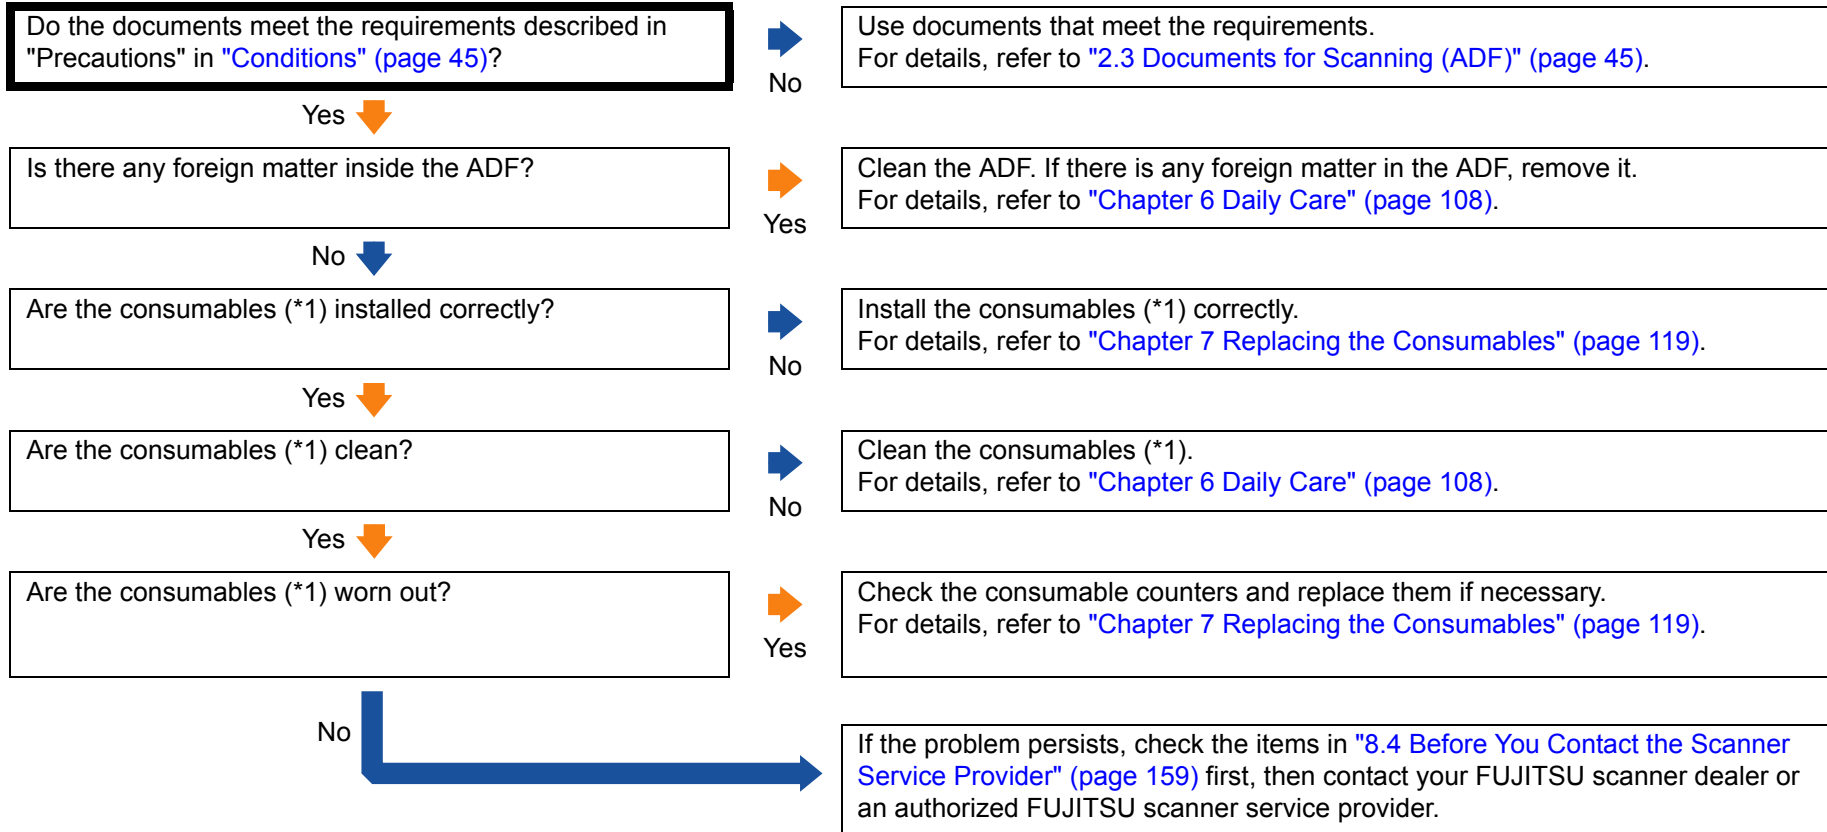 Do the documents meet the requirements described in
"Precautions" in "Conditions" (page 45)?
No
Use documents that meet the requirements.
For details, refer to "2.3 Documents for Scanning (ADF)" (page 45).
Yes
Is there any foreign matter inside the ADF?
Yes
Clean the ADF. If there is any foreign matter in the ADF, remove it.
For details, refer to "Chapter 6 Daily Care" (page 108).
No
Are the consumables (*1) installed correctly?
No
Install the consumables (*1) correctly.
For details, refer to "Chapter 7 Replacing the Consumables" (page 119).
Yes
Are the consumables (*1) clean?
No
Clean the consumables (*1).
For details, refer to "Chapter 6 Daily Care" (page 108).
Yes
Are the consumables (*1) worn out?
Yes
Check the consumable counters and replace them if necessary.
For details, refer to "Chapter 7 Replacing the Consumables" (page 119).
No
If the problem persists, check the items in "8.4 Before You Contact the Scanner
Service Provider" (page 159) first, then contact your FUJITSU scanner dealer or
an authorized FUJITSU scanner service provider.